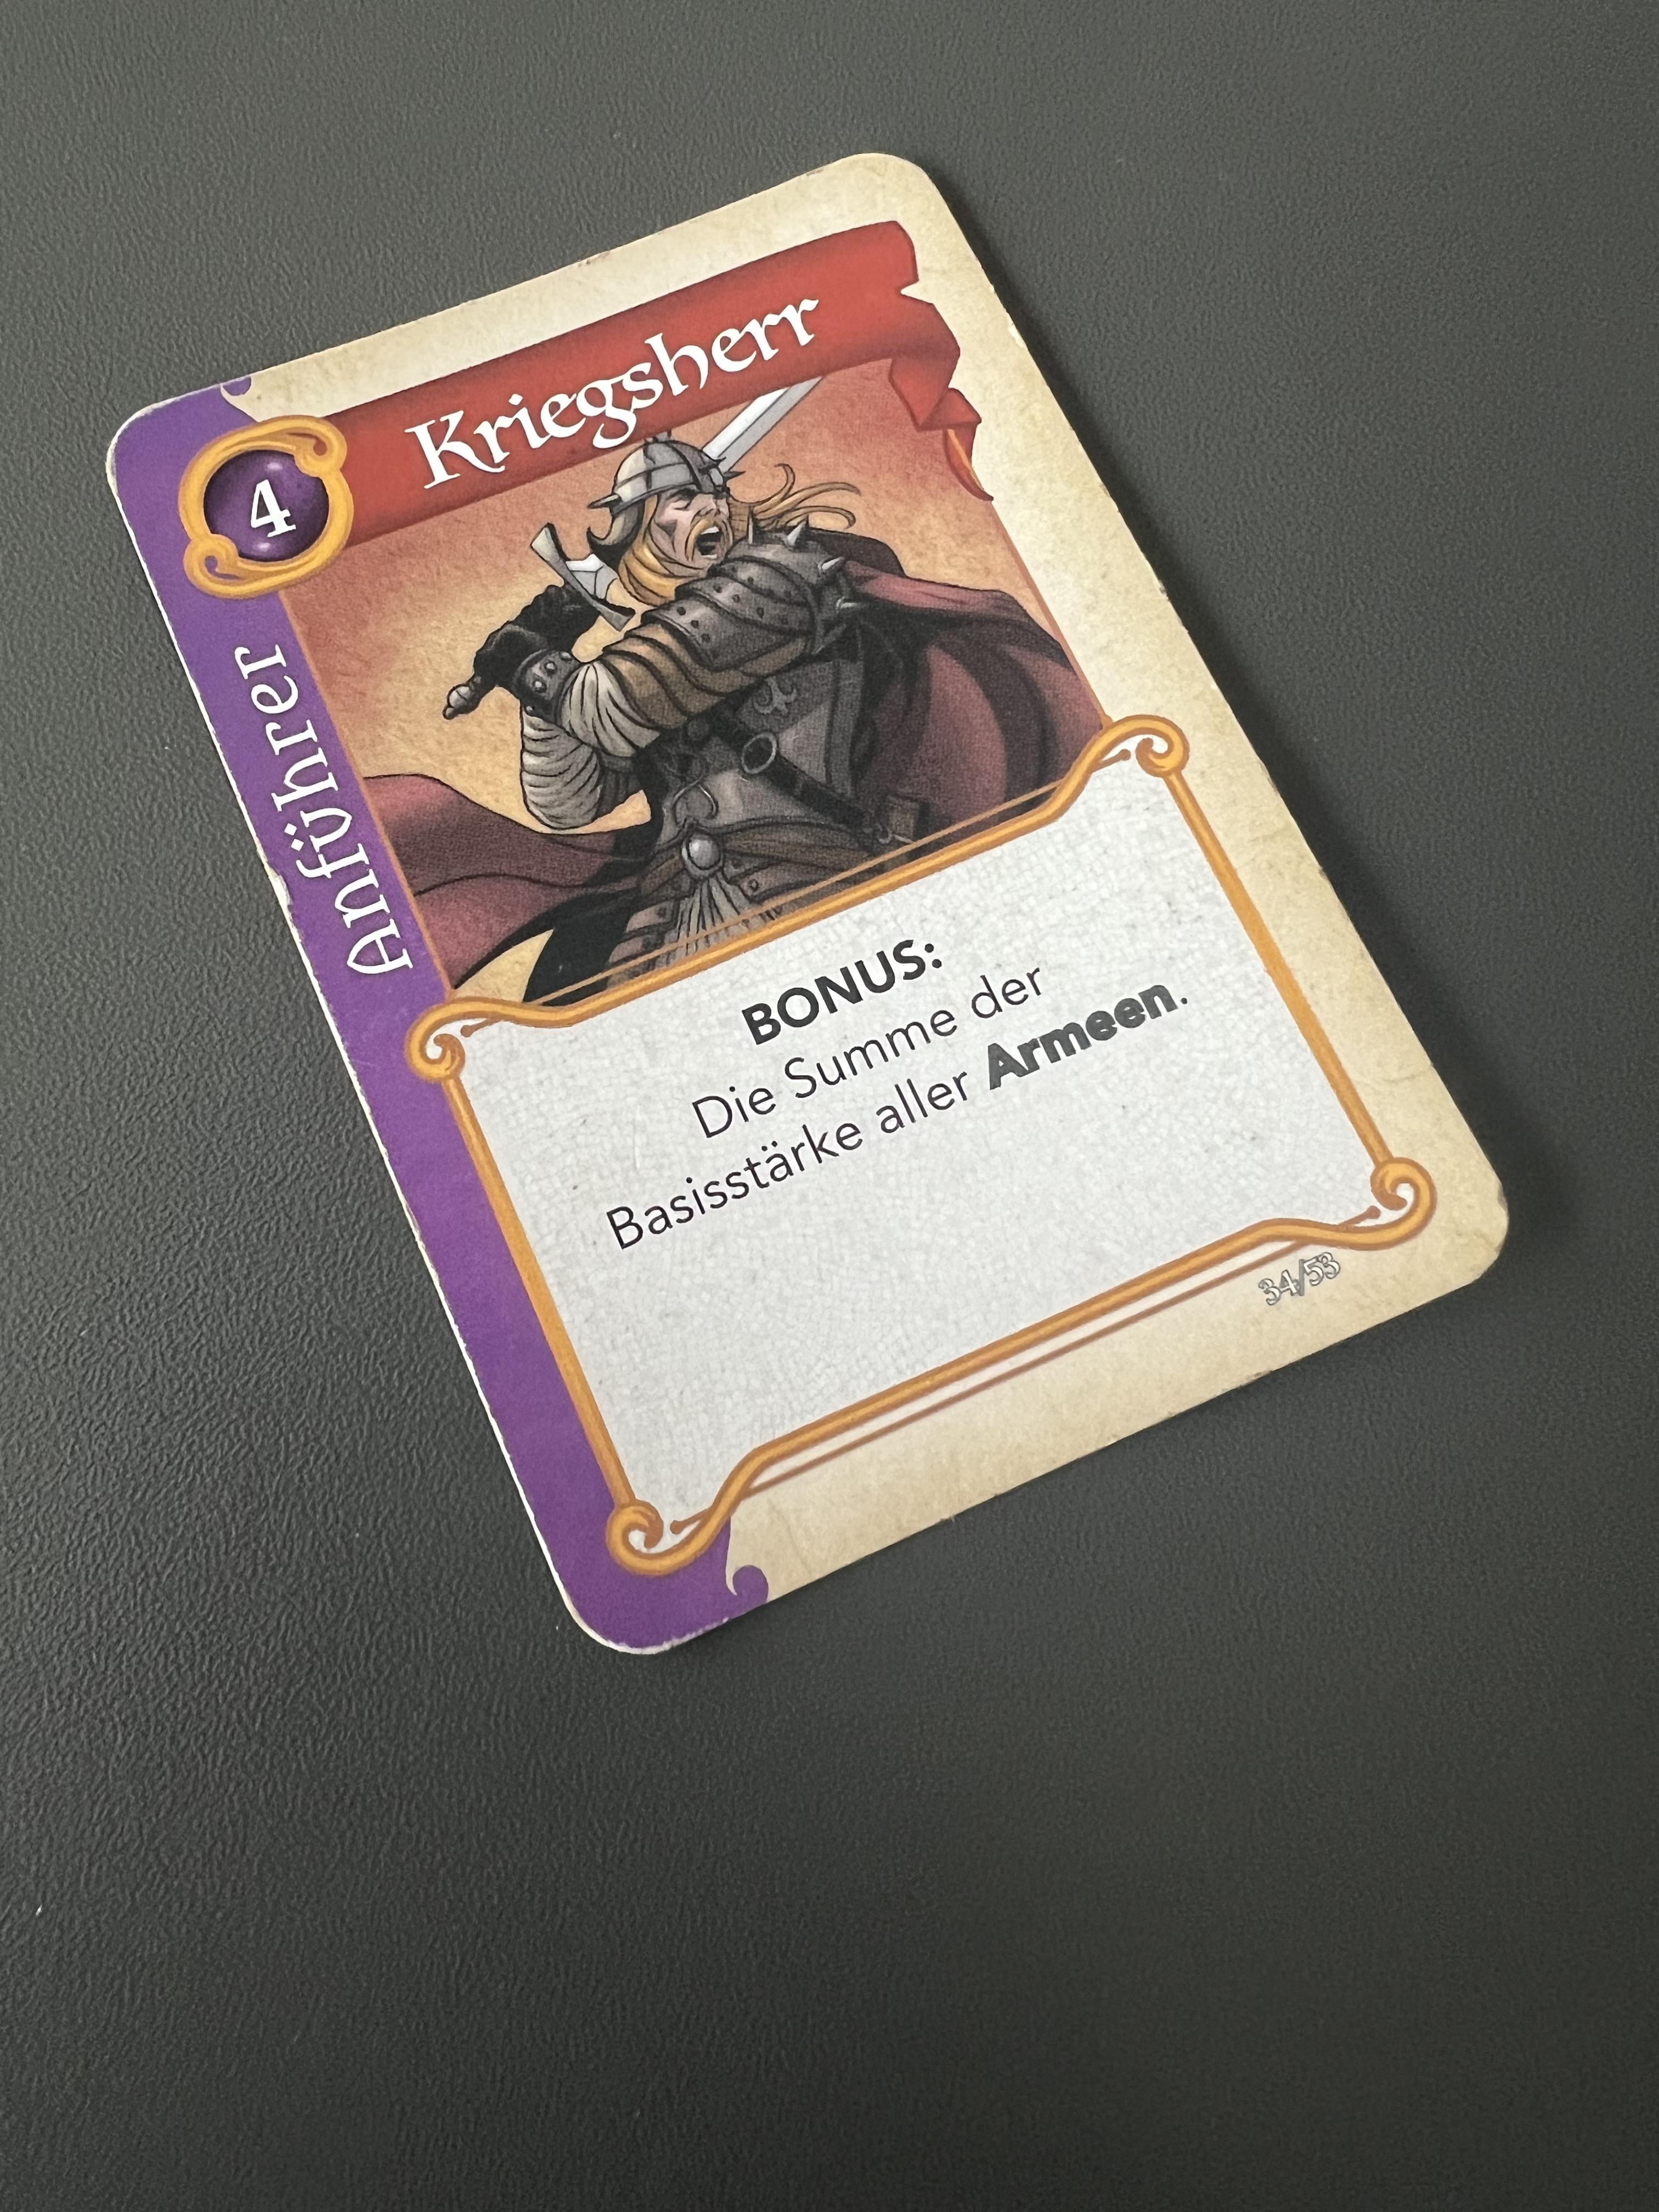 4
Kriegsherr
Anführer
BONUS:
Die Summe der
Basisstärke aller Armeen.
34/53